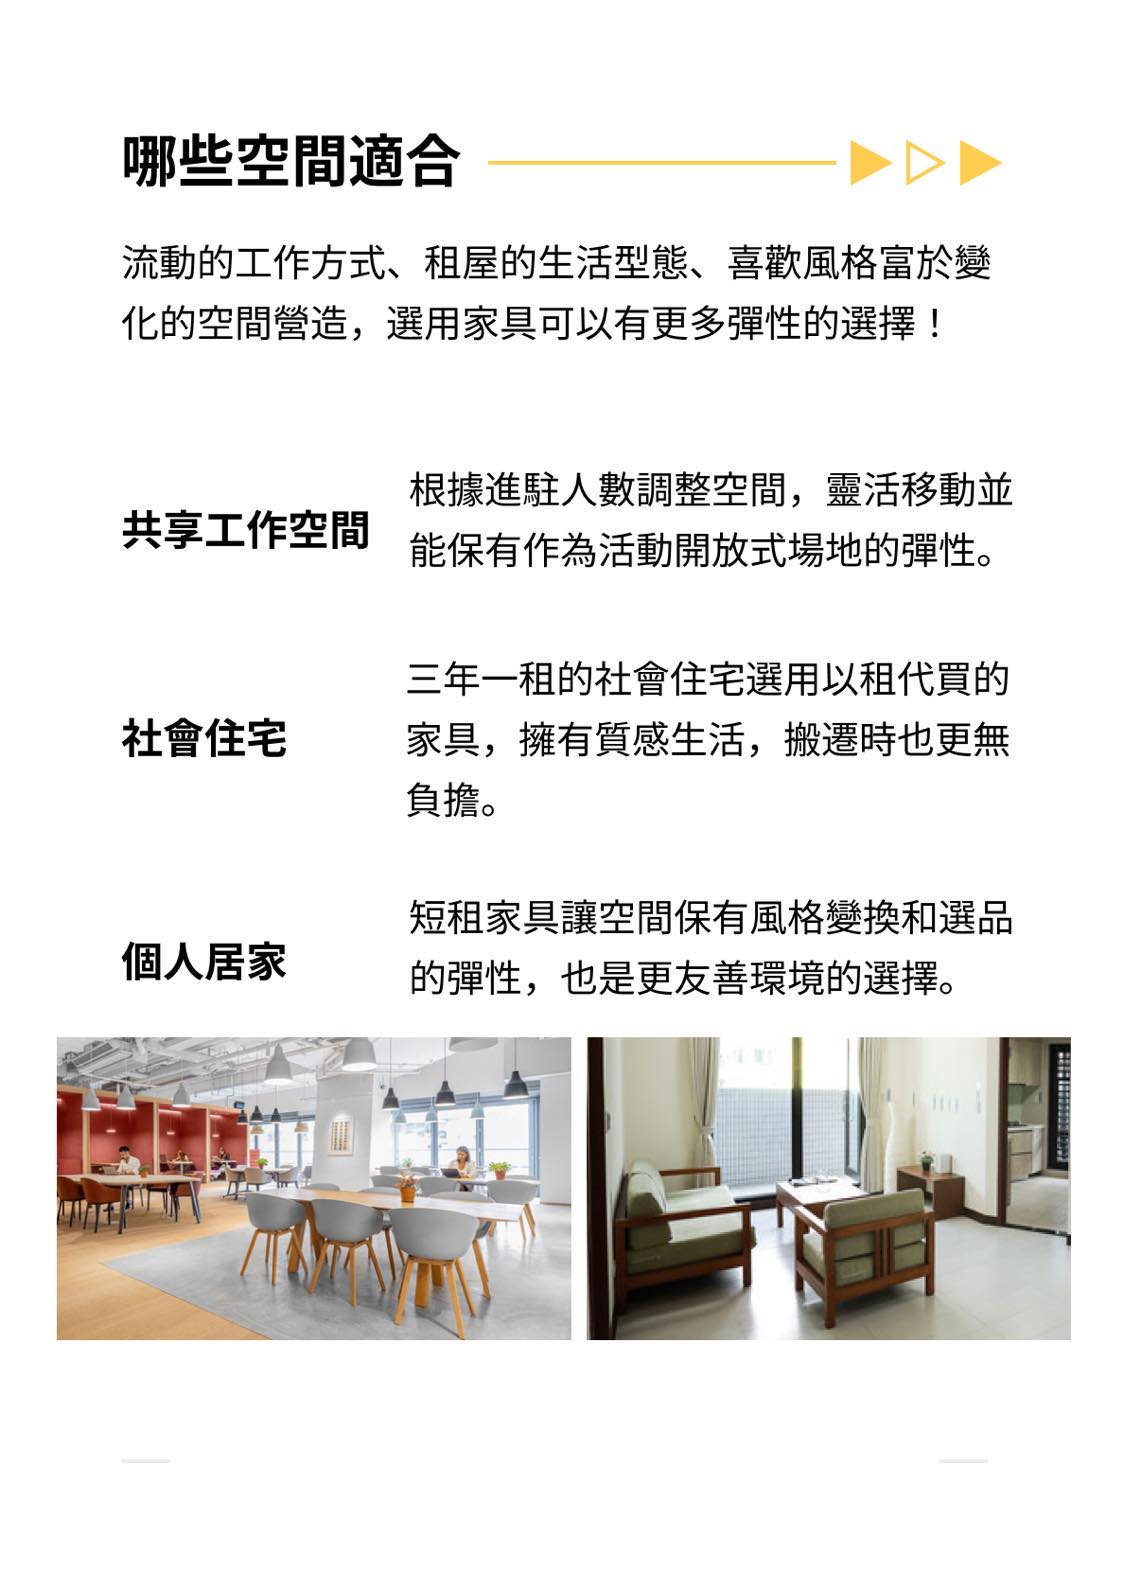 哪些空間適合
流動的工作方式、租屋的生活型態、喜歡風格富於變
化的空間營造，選用家具可以有更多彈性的選擇！
共享工作空間
根據進駐人數調整空間，靈活移動並
能保有作為活動開放式場地的彈性。
社會住宅
三年一租的社會住宅選用以租代買的
家具，擁有質感生活，搬遷時也更無
負擔。
個人居家
短租家具讓空間保有風格變換和選品
的彈性，也是更友善環境的選擇。